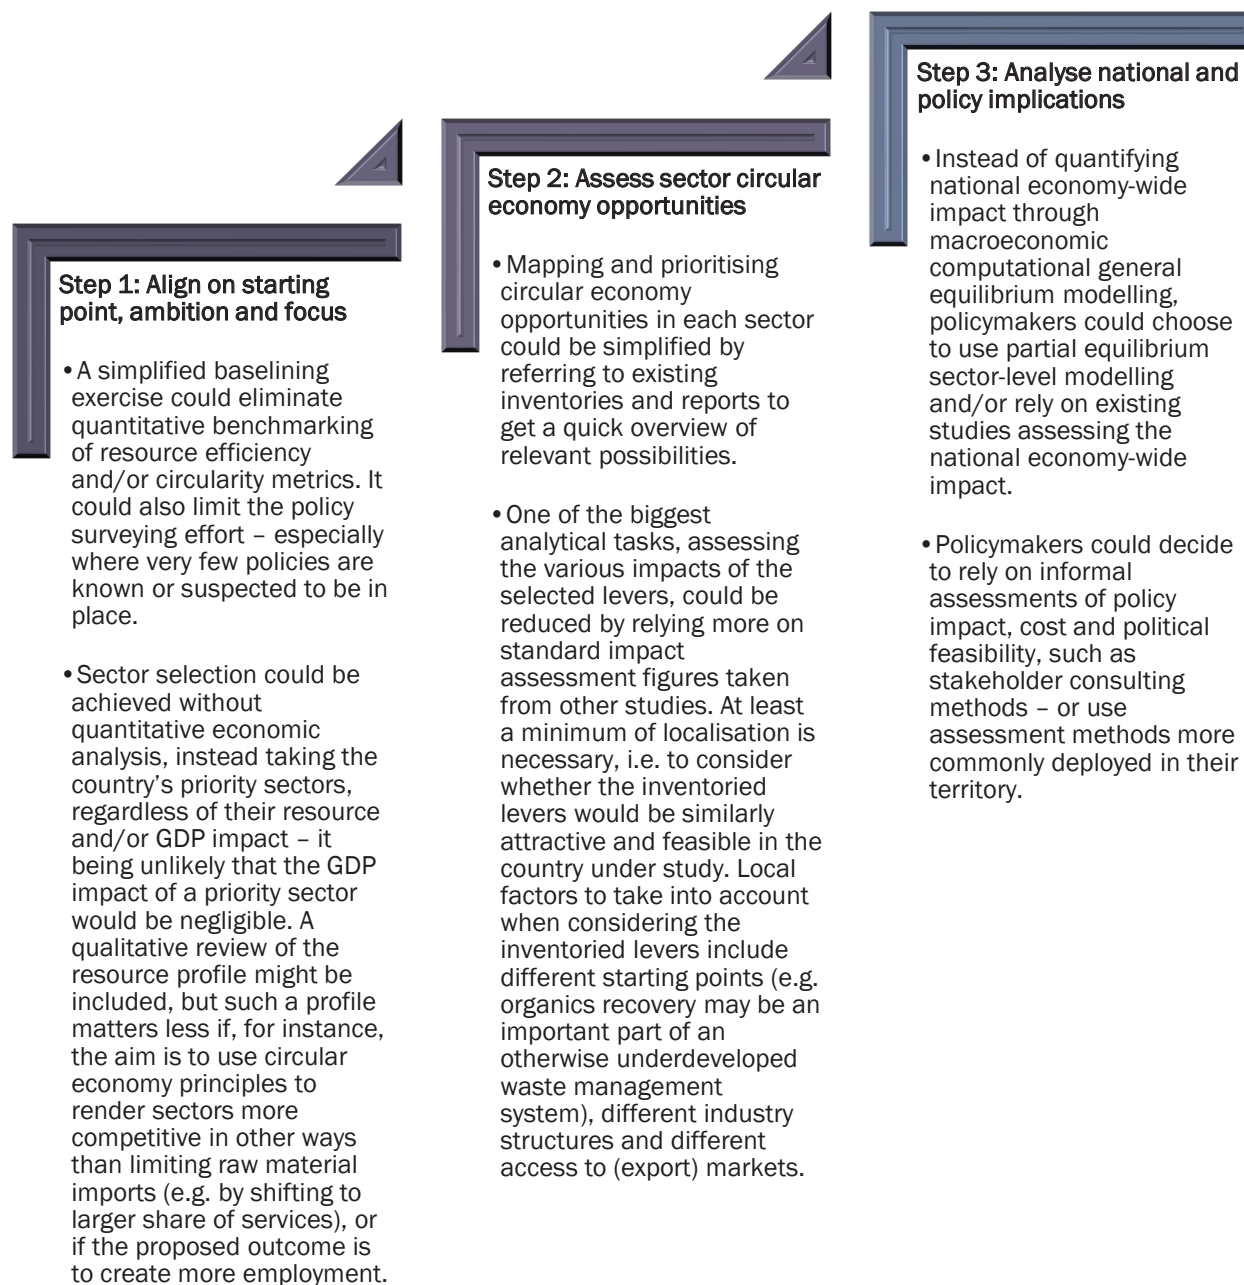 Step 1: Align on starting
point, ambition and focus
•A simplified baselining
exercise could eliminate
quantitative benchmarking
of resource efficiency
and/or circularity metrics. It
could also limit the policy
surveying effort – especially
where very few policies are
known or suspected to be in
place.
•Sector selection could be
achieved without
quantitative economic
analysis, instead taking the
country’s priority sectors,
regardless of their resource
and/or GDP impact – it
being unlikely that the GDP
impact of a priority sector
would be negligible. A
qualitative review of the
resource profile might be
included, but such a profile
matters less if, for instance,
the aim is to use circular
economy principles to
render sectors more
competitive in other ways
than limiting raw material
imports (e.g. by shifting to
larger share of services), or
if the proposed outcome is
to create more employment.
Step 2: Assess sector circular
economy opportunities
•Mapping and prioritising
circular economy
opportunities in each sector
could be simplified by
referring to existing
inventories and reports to
get a quick overview of
relevant possibilities.
•One of the biggest
analytical tasks, assessing
the various impacts of the
selected levers, could be
reduced by relying more on
standard impact
assessment figures taken
from other studies. At least
a minimum of localisation is
necessary, i.e. to consider
whether the inventoried
levers would be similarly
attractive and feasible in the
country under study. Local
factors to take into account
when considering the
inventoried levers include
different starting points (e.g.
organics recovery may be an
important part of an
otherwise underdeveloped
waste management
system), different industry
structures and different
access to (export) markets.
Step 3: Analyse national and
policy implications
•Instead of quantifying
national economy-wide
impact through
macroeconomic
computational general
equilibrium modelling,
policymakers could choose
to use partial equilibrium
sector-level modelling
and/or rely on existing
studies assessing the
national economy-wide
impact.
•Policymakers could decide
to rely on informal
assessments of policy
impact, cost and political
feasibility, such as
stakeholder consulting
methods – or use
assessment methods more
commonly deployed in their
territory.